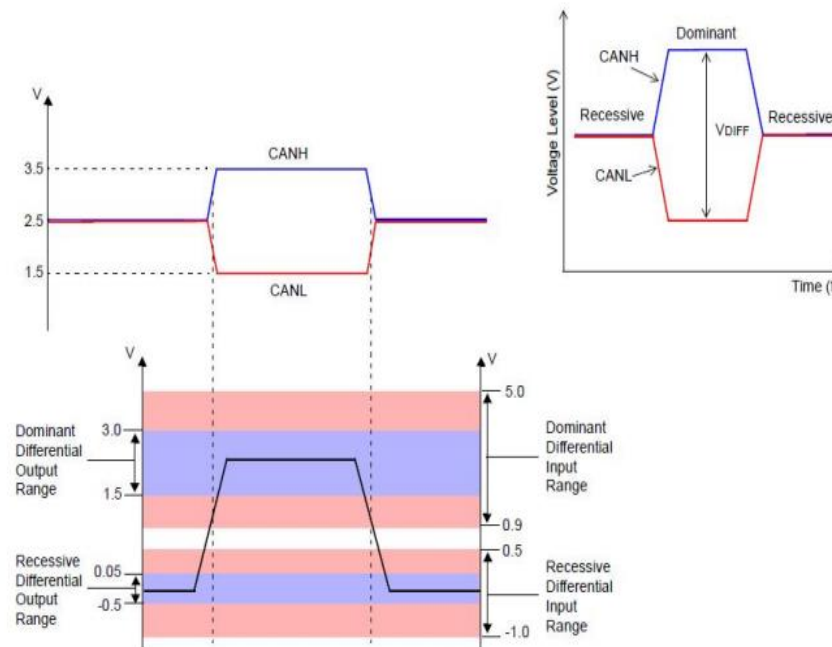 V
3.5
2.5
1.5
CANH
CANL
Voltage Level (V)
Dominant
CANH
Recessive
VDIFF
Recessive
CANL
Time (t
V
V
Dominant
Differential
Output
Range
3.0
1.5
Recessive
Differential
Output
Range
0.05
-0.5
5.0
0.9
Dominant
Differential
Input
Range
0.5
-1.0
Recessive
Differential
Input
Range